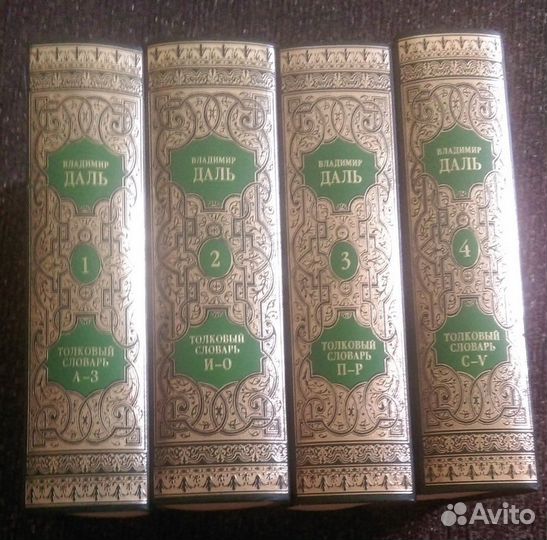 ВЛАДИМИР
ДАЛЬ
1
ТОЛКОВЫЙ
СЛОВАРЬ
А-З
ВЛАДИМИР
ДАЛЬ
2
ТОЛКОВЫЙ
СЛОВАРЬ
И-О
ВЛАДИМИР
ДАЛЬ
3
ТОЛКОВЫЙ
СЛОВАРЬ
П-Р
ВЛАДИМИР
ДАЛЬ
4
ТОЛКОВЫЙ
СЛОВАРЬ
С-Ѵ
Avito